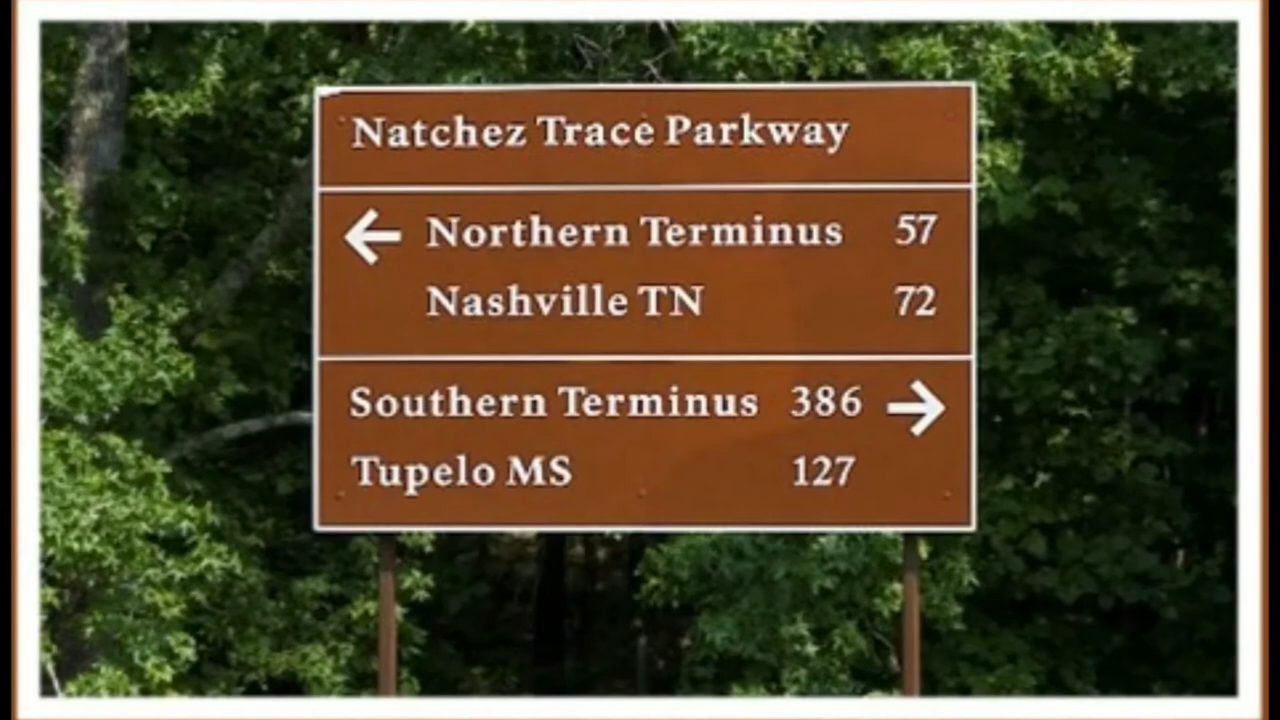 Natchez Trace Parkway
← Northern Terminus 57
Nashville TN 72
Southern Terminus 386 →
Tupelo MS 127